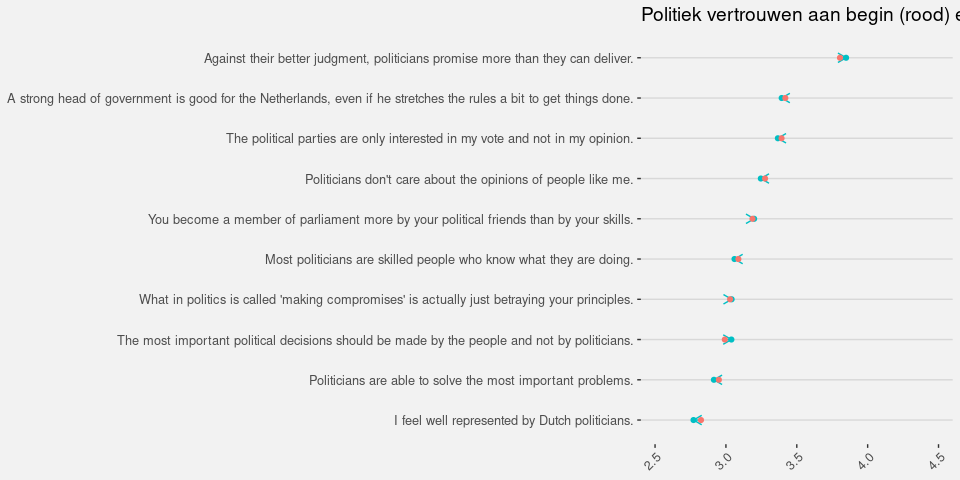 Politiek vertrouwen aan begin (rood) e
Against their better judgment, politicians promise more than they can deliver.
A strong head of government is good for the Netherlands, even if he stretches the rules a bit to get things done.
The political parties are only interested in my vote and not in my opinion.
Politicians don't care about the opinions of people like me.
You become a member of parliament more by your political friends than by your skills.
Most politicians are skilled people who know what they are doing.
What in politics is called 'making compromises' is actually just betraying your principles.
The most important political decisions should be made by the people and not by politicians.
Politicians are able to solve the most important problems.
I feel well represented by Dutch politicians.
2.5 3.0 3.5 4.0 4.5